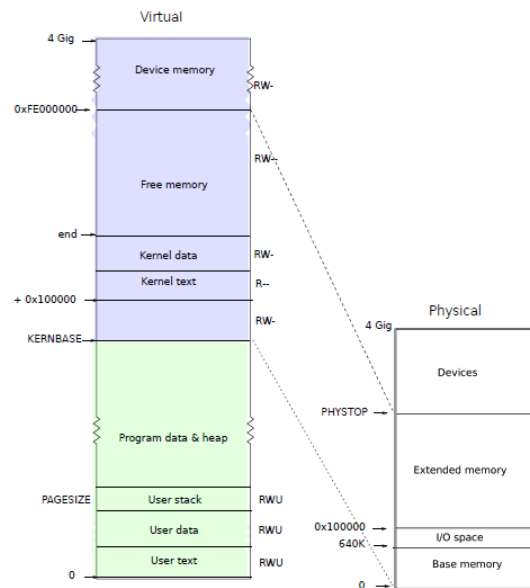 Virtual
4 Gig
Device memory
RW-
0xFE000000
RW--
Free memory
end
Kernel data
RW-
Kernel text
R--
+ 0x100000
RW-
KERNBASE
Program data & heap
PAGESIZE
User stack
RWU
User data
RWU
User text
RWU
0
Physical
4 Gig
Devices
PHYSTOP
Extended memory
0x100000
I/O space
640K
Base memory
0